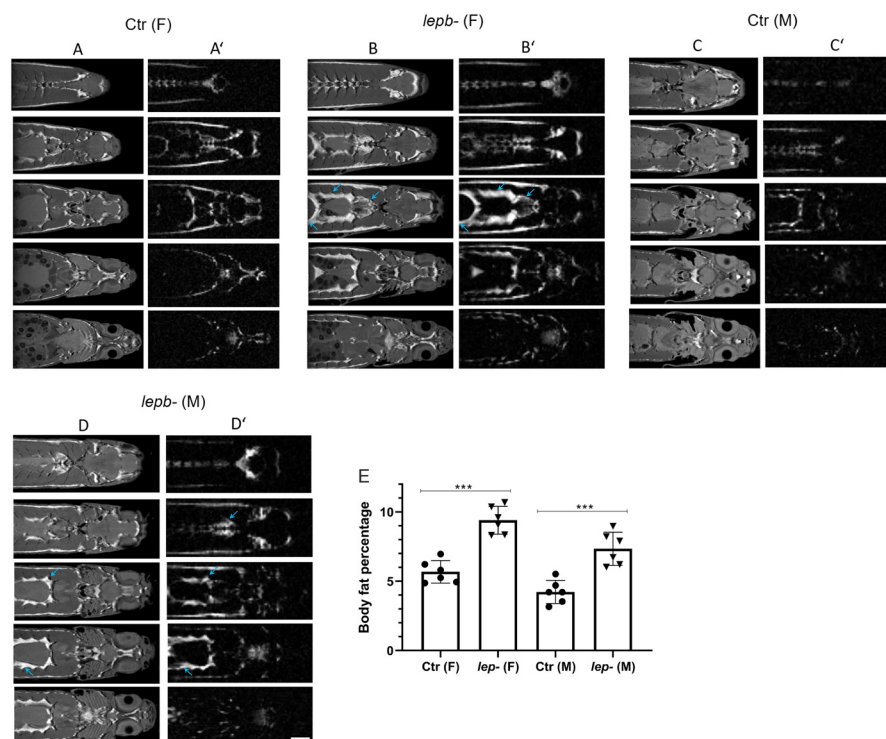 Ctr (F) lepb- (F) Ctr (M)
A A' B B' C C'
lepb- (M)
D D'
E
*** ***
10
5
0
Body fat percentage
Ctr (F) lep- (F) Ctr (M) lep- (M)